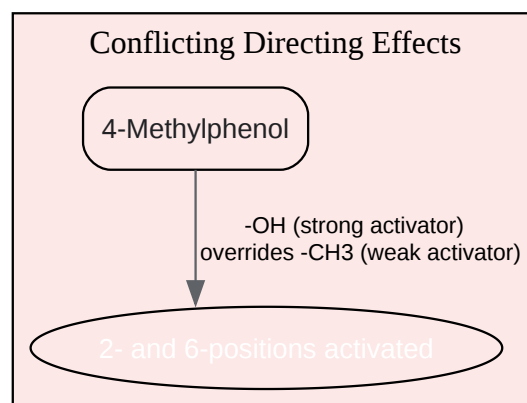 Conflicting Directing Effects
4-Methylphenol
-OH (strong activator)
overrides -CH3 (weak activator)
2- and 6-positions activated